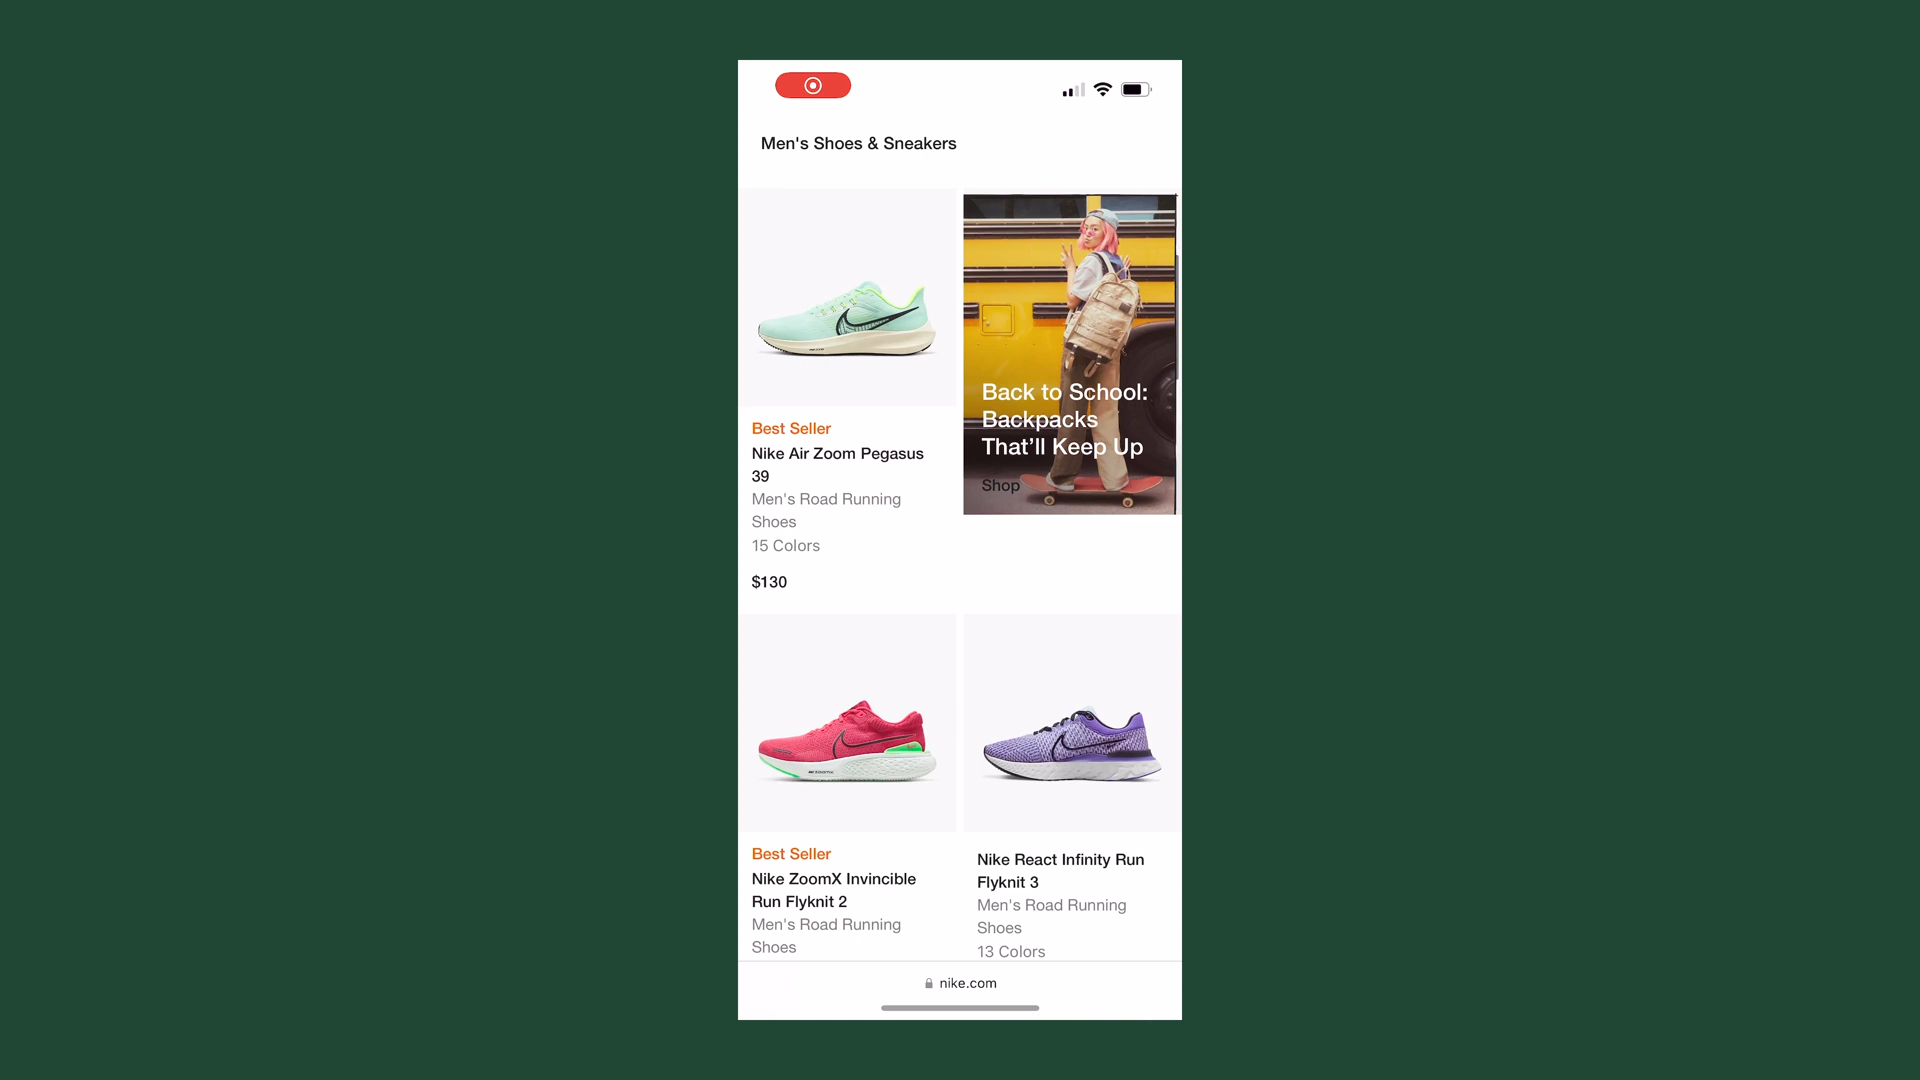 Men's Shoes & Sneakers
Best Seller
Nike Air Zoom Pegasus
39
Men's Road Running
Shoes
15 Colors
$130
Back to School:
Backpacks
That’ll Keep Up
Shop
Best Seller
Nike ZoomX Invincible
Run Flyknit 2
Men's Road Running
Shoes
Nike React Infinity Run
Flyknit 3
Men's Road Running
Shoes
13 Colors
nike.com